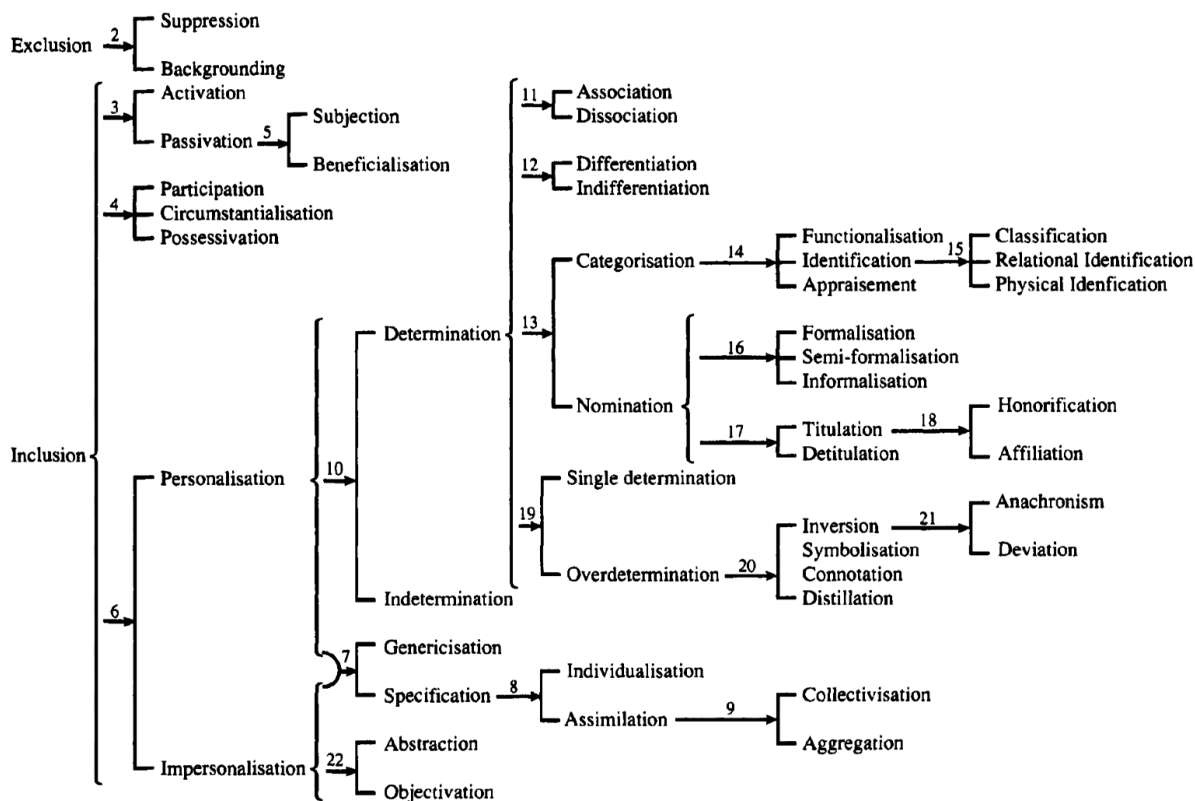 Exclusion
2
Suppression
Backgrounding
Inclusion
3
Activation
Passivation
5
Subjection
Beneficialisation
4
Participation
Circumstantialisation
Possessivation
6
Personalisation
10
Determination
11
Association
Dissociation
12
Differentiation
Indifferentiation
13
Categorisation
14
Functionalisation
Identification
Appraisement
15
Classification
Relational Identification
Physical Idenfication
Nomination
16
Formalisation
Semi-formalisation
Informalisation
17
Titulation
Detitulation
18
Honorification
Affiliation
19
Single determination
Overdetermination
20
Inversion
Symbolisation
Connotation
Distillation
21
Anachronism
Deviation
Indetermination
7
Genericisation
Specification
8
Individualisation
Assimilation
9
Collectivisation
Aggregation
Impersonalisation
22
Abstraction
Objectivation